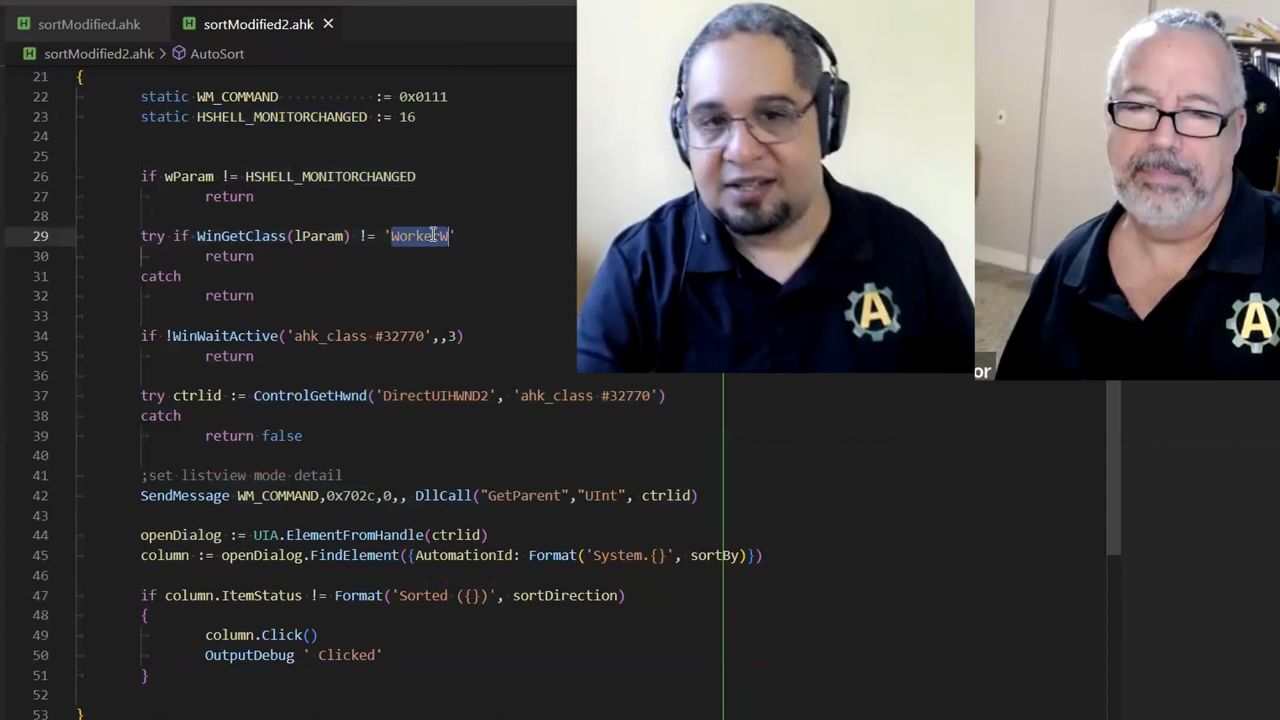 sortModified.ahk
sortModified2.ahk
sortModified2.ahk > AutoSort
21 {
22 static WM_COMMAND ··········· := 0x0111
23 static HSHELL_MONITORCHANGED := 16
24
25
26 if wParam != HSHELL_MONITORCHANGED
27 return
28
29 try if WinGetClass(lParam) != 'WorkerW'
30 return
31 catch
32 return
33
34 if !WinWaitActive('ahk_class #32770',,3)
35 return
36
37 try ctrlid := ControlGetHwnd('DirectUIHWND2', 'ahk_class #32770')
38 catch
39 return false
40
41 ;set listview mode detail
42 SendMessage WM_COMMAND,0x702c,0,, DllCall("GetParent","UInt", ctrlid)
43
44 openDialog := UIA.ElementFromHandle(ctrlid)
45 column := openDialog.FindElement({AutomationId: Format('System.{}', sortBy)})
46
47 if column.ItemStatus != Format('Sorted ({})', sortDirection)
48 {
49 column.Click()
50 OutputDebug ' Clicked'
51 }
52
53 }
A
A
or